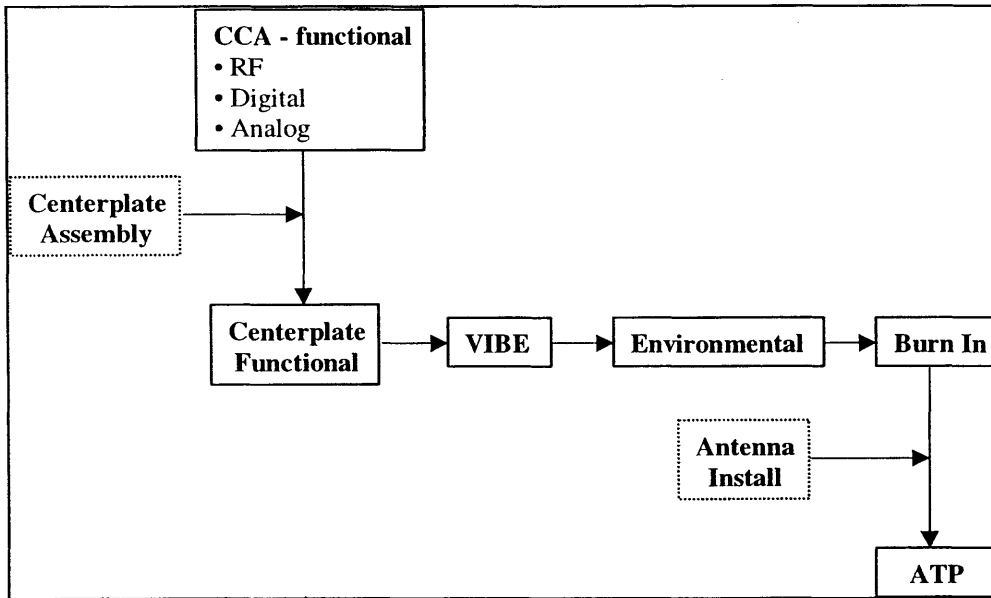 CCA - functional
• RF
• Digital
• Analog
Centerplate
Assembly
Centerplate
Functional
VIBE
Environmental
Burn In
Antenna
Install
ATP